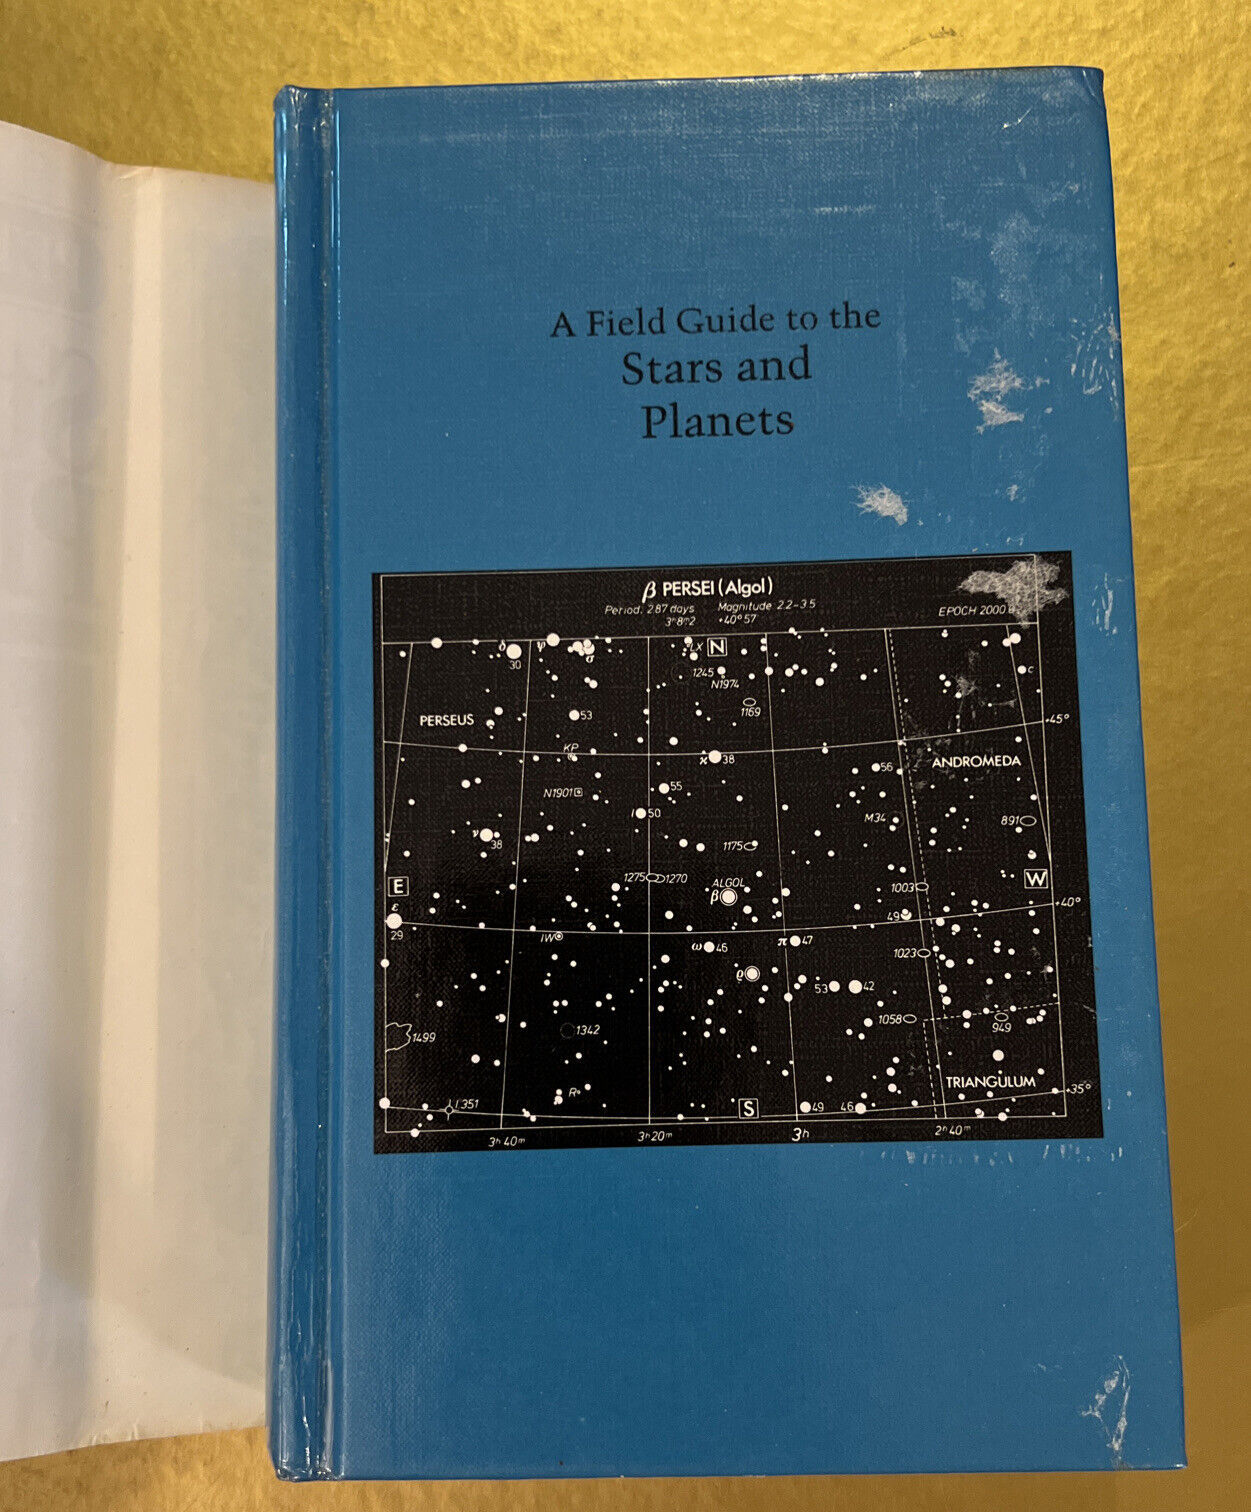 A Field Guide to the
Stars and
Planets
β PERSEI (Algol)
Period. 2.87 days Magnitude 2.2–3.5
3ʰ8ᵐ2 +40° 57
EPOCH 2000
δ
30
ψ
σ
LX
N
1245
N1974
c
1169
53
PERSEUS
+45°
KP
ϰ 38
56
ANDROMEDA
N1901
55
I 50
M34
891
ν
38
1175
1275 1270
ALGOL
β
E
1003
W
ε
29
+40°
49
IW
ω 46
π 47
1023
ϱ
53
42
1499
1342
1058
949
R
TRIANGULUM
+35°
I.351
S
49
46
3ʰ 40ᵐ
3ʰ 20ᵐ
3ʰ
2ʰ 40ᵐ